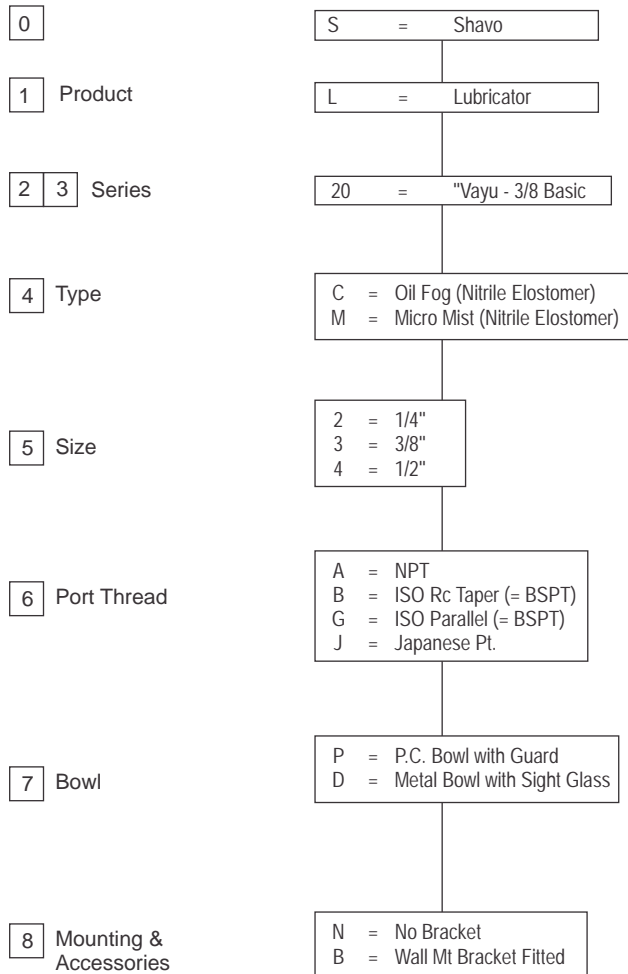 0 S = Shavo
1 Product L = Lubricator
2 3 Series 20 = "Vayu - 3/8 Basic
4 Type C = Oil Fog (Nitrile Elostomer)
M = Micro Mist (Nitrile Elostomer)
2 = 1/4"
5 Size 3 = 3/8"
4 = 1/2"
A = NPT
6 Port Thread B = ISO Rc Taper (= BSPT)
G = ISO Parallel (= BSPT)
J = Japanese Pt.
P = P.C. Bowl with Guard
7 Bowl D = Metal Bowl with Sight Glass
8 Mounting & N = No Bracket
Accessories B = Wall Mt Bracket Fitted